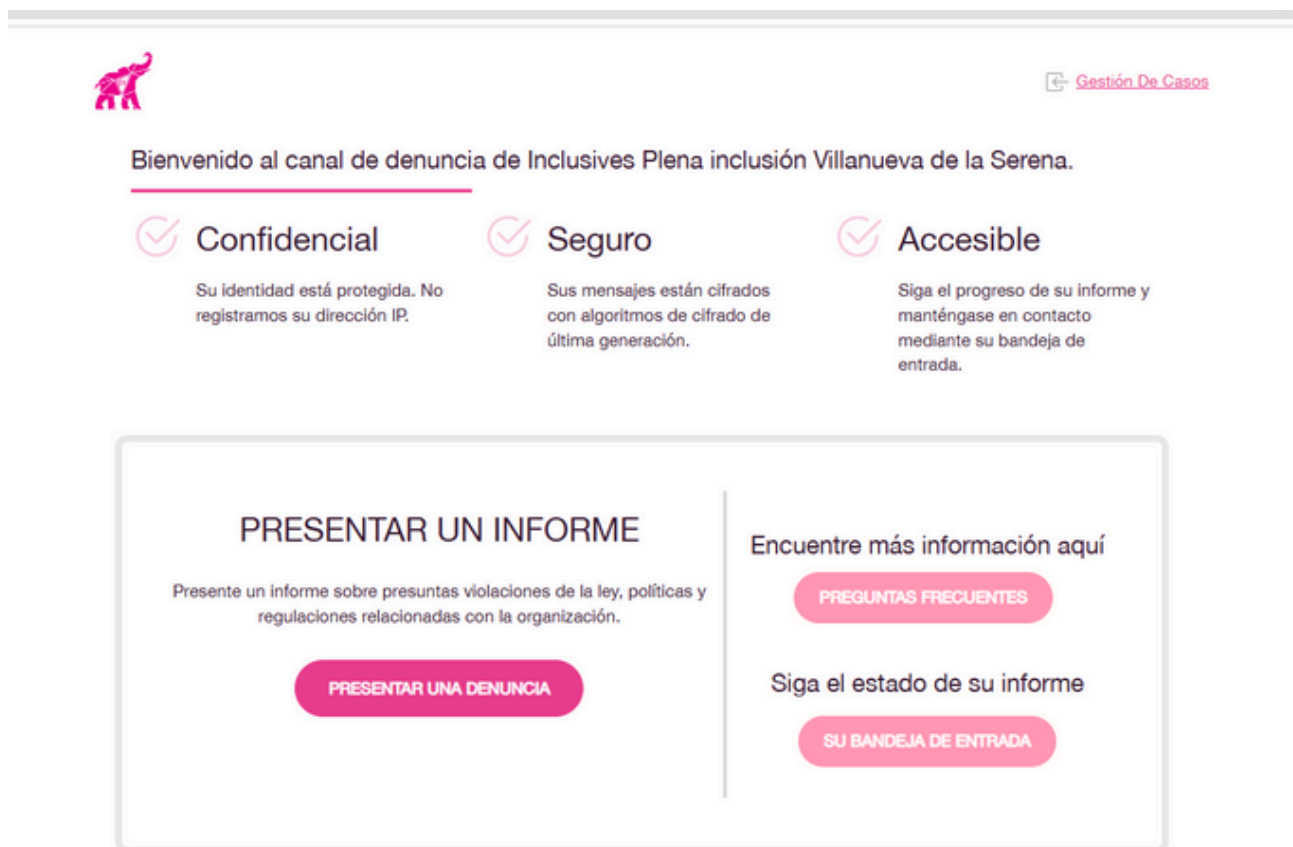 Gestión De Casos
Bienvenido al canal de denuncia de Inclusives Plena inclusión Villanueva de la Serena.
Confidencial
Su identidad está protegida. No
registramos su dirección IP.
Seguro
Sus mensajes están cifrados
con algoritmos de cifrado de
última generación.
Accesible
Siga el progreso de su informe y
manténgase en contacto
mediante su bandeja de
entrada.
PRESENTAR UN INFORME
Presente un informe sobre presuntas violaciones de la ley, políticas y
regulaciones relacionadas con la organización.
PRESENTAR UNA DENUNCIA
Encuentre más información aquí
PREGUNTAS FRECUENTES
Siga el estado de su informe
SU BANDEJA DE ENTRADA